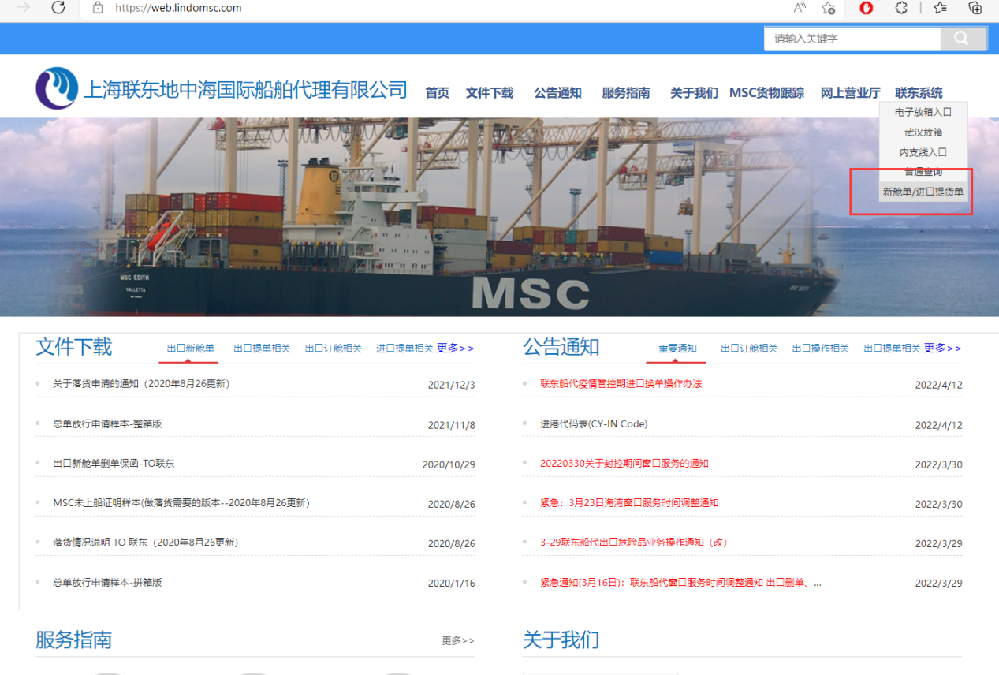 https://web.lindomsc.com
请输入关键字
上海联东地中海国际船舶代理有限公司
首页 文件下载 公告通知 服务指南 关于我们 MSC货物跟踪 网上营业厅 联东系统
电子放箱入口
武汉放箱
内支线入口
普通查询
新舱单/进口提货单
MSC EDITH
VALLETTA
MSC
文件下载 出口新舱单 出口提单相关 出口订舱相关 进口提单相关 更多>>
关于落货申请的通知（2020年8月26更新） 2021/12/3
总单放行申请样本-整箱版 2021/11/8
出口新舱单删单保函-TO联东 2020/10/29
MSC未上船证明样本(做落货需要的版本--2020年8月26更新） 2020/8/26
落货情况说明 TO 联东（2020年8月26更新） 2020/8/26
总单放行申请样本-拼箱版 2020/1/16
公告通知 重要通知 出口订舱相关 出口操作相关 出口提单相关 更多>>
联东船代疫情管控期进口换单操作办法 2022/4/12
进港代码表(CY-IN Code) 2022/4/12
20220330关于封控期间窗口服务的通知 2022/3/30
紧急：3月23日海湾窗口服务时间调整通知 2022/3/30
3-29联东船代出口危险品业务操作通知（改） 2022/3/29
紧急通知(3月16日)：联东船代窗口服务时间调整通知 出口删单、... 2022/3/29
服务指南 更多>>
关于我们